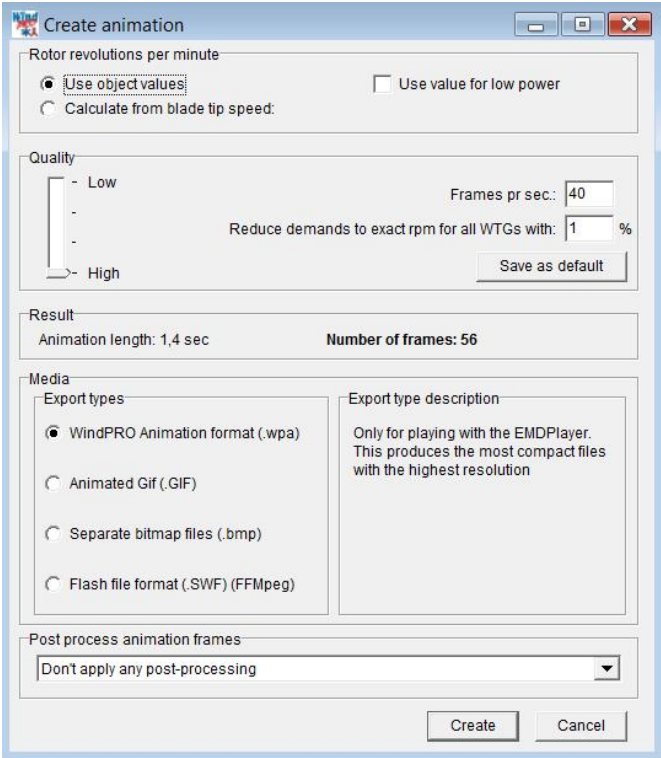 Create animation
Rotor revolutions per minute
Use object values
Use value for low power
Calculate from blade tip speed:
Quality
- Low
-
-
- High
Frames pr sec.: 40
Reduce demands to exact rpm for all WTGs with: 1 %
Save as default
Result
Animation length: 1,4 sec
Number of frames: 56
Media
Export types
WindPRO Animation format (.wpa)
Animated Gif (.GIF)
Separate bitmap files (.bmp)
Flash file format (.SWF) (FFMpeg)
Export type description
Only for playing with the EMDPlayer.
This produces the most compact files
with the highest resolution
Post process animation frames
Don't apply any post-processing
Create
Cancel